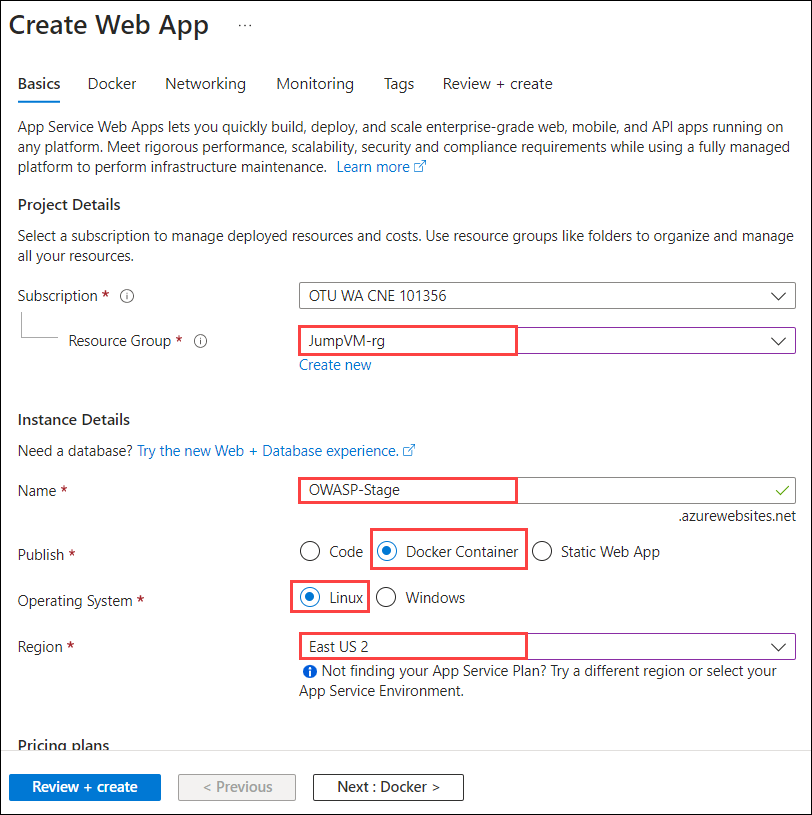 Create Web App ...
Basics Docker Networking Monitoring Tags Review + create
App Service Web Apps lets you quickly build, deploy, and scale enterprise-grade web, mobile, and API apps running on
any platform. Meet rigorous performance, scalability, security and compliance requirements while using a fully managed
platform to perform infrastructure maintenance. Learn more
Project Details
Select a subscription to manage deployed resources and costs. Use resource groups like folders to organize and manage
all your resources.
Subscription * OTU WA CNE 101356
Resource Group * JumpVM-rg
Create new
Instance Details
Need a database? Try the new Web + Database experience.
Name * OWASP-Stage
.azurewebsites.net
Publish * Code Docker Container Static Web App
Operating System * Linux Windows
Region * East US 2
Not finding your App Service Plan? Try a different region or select your
App Service Environment.
Pricing plans
Review + create < Previous Next : Docker >